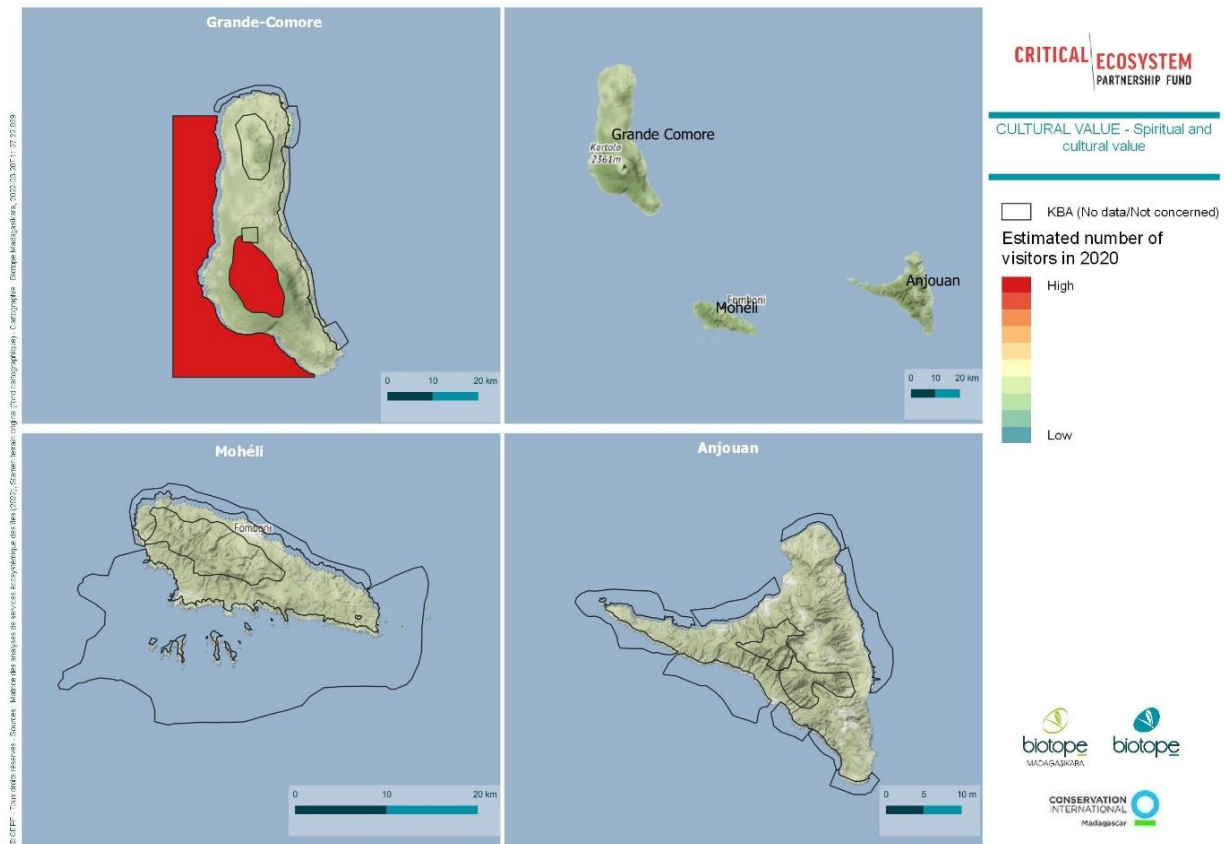 Grande-Comore
Grande Comore
Kartala
2361m
Fomboni
Mohéli
Anjouan
0 10 20 km
0 10 20 km
Mohéli
Fomboni
0 10 20 km
Anjouan
0 5 10 m
CRITICAL ECOSYSTEM
PARTNERSHIP FUND
CULTURAL VALUE - Spiritual and
cultural value
KBA (No data/Not concerned)
Estimated number of
visitors in 2020
High
Low
biotope
MADAGASIKARA
biotope
CONSERVATION
INTERNATIONAL
Madagascar